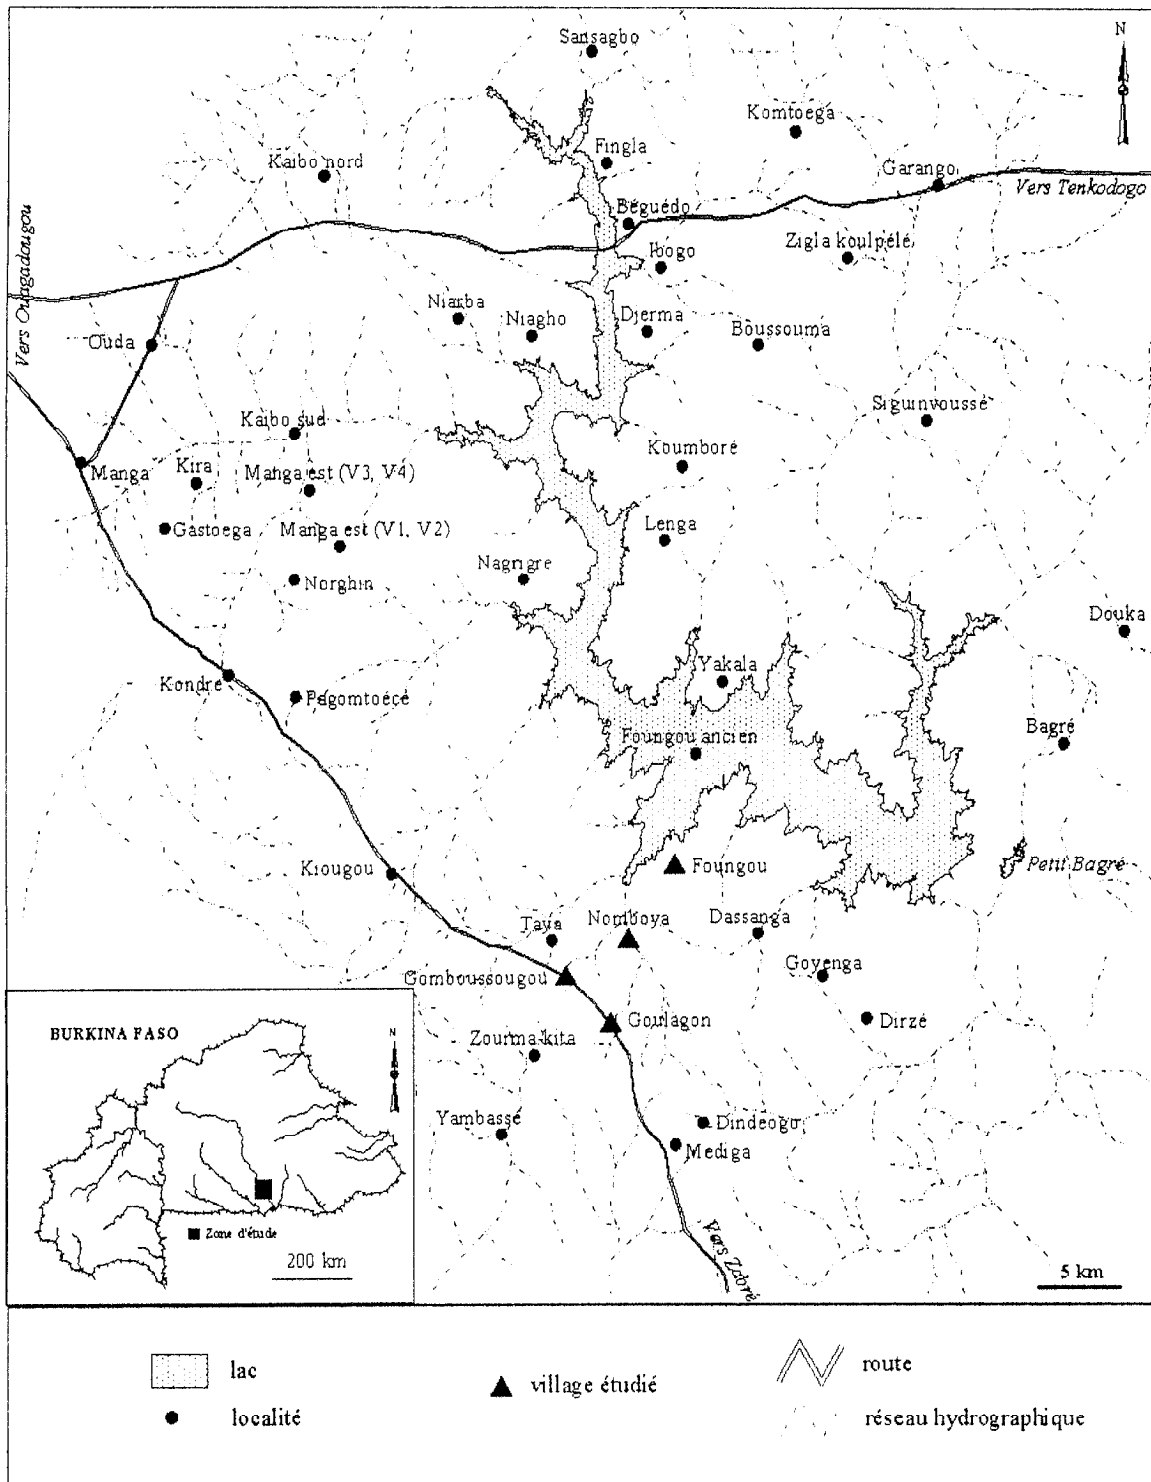 Sansagbo
N
Komtoega
Fingla
Kaibo nord
Garango
Vers Tenkodogo
Béguédo
Zigla koulpélé
Ibogo
Vers Ouagadougou
Niarba
Niagho
Djerma
Boussouma
Ouda
Siguinvoussé
Kaibo sud
Koumboré
Manga
Kira
Manga est (V3, V4)
Lenga
Gastoega
Manga est (V1, V2)
Nagrigre
Norghin
Douka
Yakala
Kondré
Pagomtoéçé
Bagré
Foungou ancien
Kiougou
Foungou
Petit Bagré
Taya
Nomboya
Dassanga
Gomboussougou
Goyenga
Goulagon
Dirzé
Zourma-kita
Yambassé
Dindeogo
Mediga
Vers Zabré
5 km
BURKINA FASO
N
Zone d'étude
200 km
lac
localité
village étudié
route
réseau hydrographique